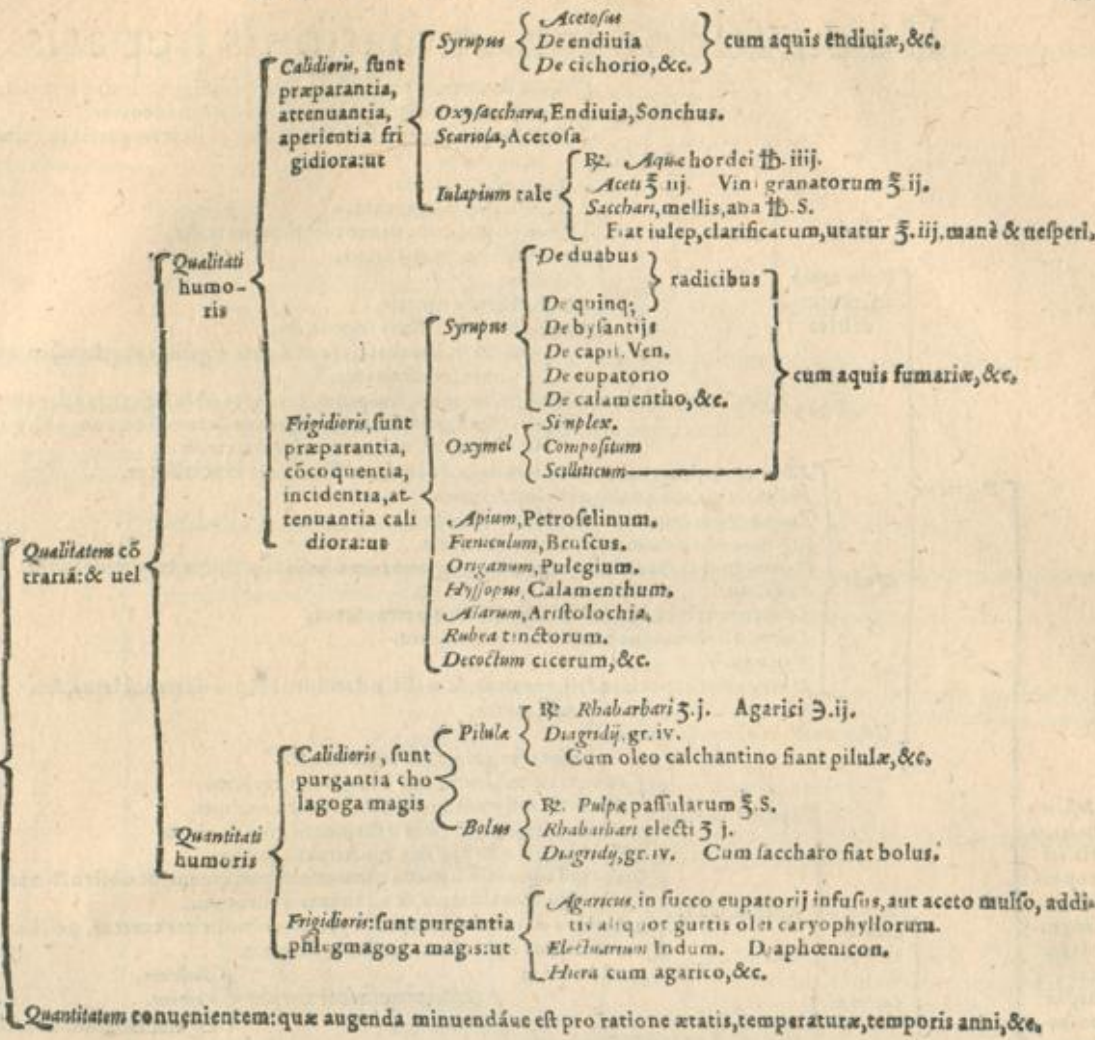 Qualitatem cō
trariā: & uel
Qualitati
humo-
ris
Calidioris, sunt
præparantia,
attenuantia,
aperientia fri
gidiora: ut
Syrupus
Acetosus
De endiuia
De cichorio, &c.
cum aquis endiuiæ, &c.
Oxysacchara, Endiuia, Sonchus.
Scariola, Acetosa
Iulapium tale
℞. Aquæ hordei ℔. iiij.
Aceti ℥ iij. Vini granatorum ℥ ij.
Sacchari, mellis, ana ℔. S.
Fiat iulep, clarificatum, utatur ℥. iij. manè & uesperi.
Frigidioris, sunt
præparantia,
cōcoquentia,
incidentia, at-
tenuantia cali
diora: ut
Syrupus
De duabus
De quinq;
radicibus
De bysantijs
De capil. Ven.
De eupatorio
De calamentho, &c.
Oxymel
Simplex.
Compositum
Scilliticum
cum aquis fumariæ, &c.
Apium, Petroselinum.
Fœniculum, Bruscus.
Origanum, Pulegium.
Hyssopus, Calamenthum.
Asarum, Aristolochia.
Rubea tinctorum.
Decoctum cicerum, &c.
Quantitati
humoris
Calidioris, sunt
purgantia cho
lagoga magis
Pilulæ
℞ Rhabarbari ʒ. j. Agarici ℈. ij.
Diagridij. gr. iv.
Cum oleo calchantino fiant pilulæ, &c.
Bolus
℞. Pulpæ passularum ℥. S.
Rhabarbari electi ʒ j.
Diagridij, gr. iv. Cum saccharo fiat bolus.
Frigidioris: sunt purgantia
phlegmagoga magis: ut
Agaricus in succo eupatorij infusus, aut aceto mulso, addi-
tis aliquot guttis olei caryophyllorum.
Electuarium Indum. Diaphœnicon.
Hiera cum agarico, &c.
Quantitatem conuenientem: quæ augenda minuendáue est pro ratione ætatis, temperaturæ, temporis anni, &c.